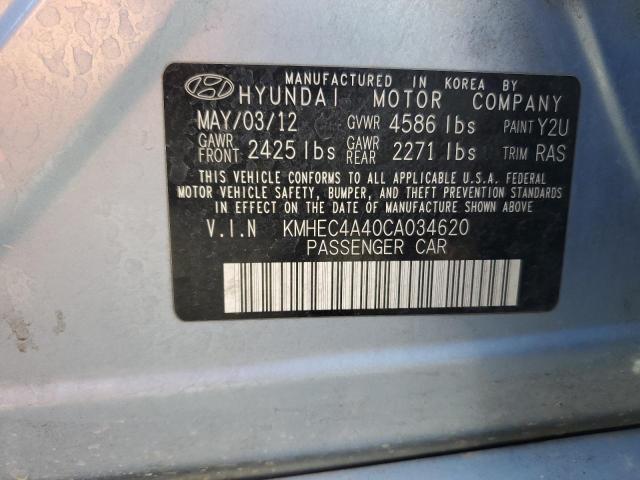 MANUFACTURED IN KOREA BY
HYUNDAI MOTOR COMPANY
MAY/03/12 GVWR 4586 lbs PAINT Y2U
GAWR FRONT 2425 lbs GAWR REAR 2271 lbs TRIM RAS
THIS VEHICLE CONFORMS TO ALL APPLICABLE U.S.A. FEDERAL
MOTOR VEHICLE SAFETY, BUMPER, AND THEFT PREVENTION STANDARDS
IN EFFECT ON THE DATE OF MANUFACTURE SHOWN ABOVE
V.I.N KMHEC4A40CA034620
PASSENGER CAR